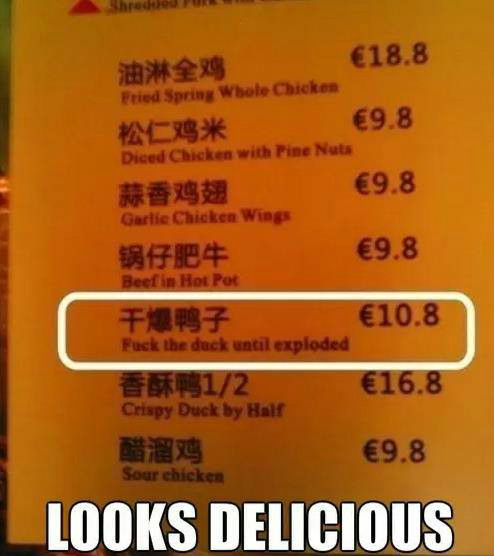 Shredded Pork
油淋全鸡 €18.8
Fried Spring Whole Chicken
松仁鸡米 €9.8
Diced Chicken with Pine Nuts
蒜香鸡翅 €9.8
Garlic Chicken Wings
锅仔肥牛 €9.8
Beef in Hot Pot
干爆鸭子 €10.8
Fuck the duck until exploded
香酥鸭1/2 €16.8
Crispy Duck by Half
醋溜鸡 €9.8
Sour chicken
LOOKS DELICIOUS